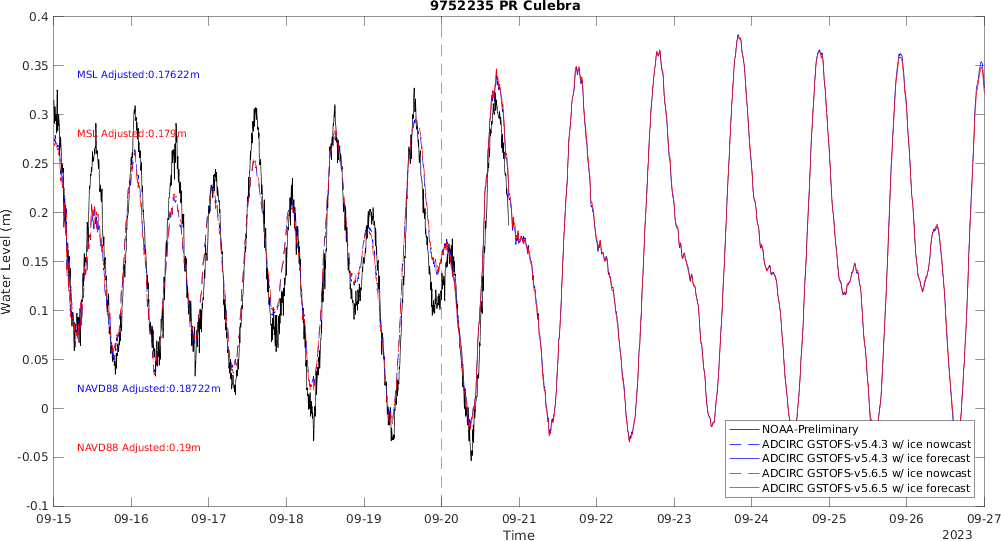 9752235 PR Culebra
0.4
0.35
0.3
0.25
0.2
0.15
0.1
0.05
0
-0.05
-0.1
Water Level (m)
MSL Adjusted:0.17622m
MSL Adjusted:0.179m
NAVD88 Adjusted:0.18722m
NAVD88 Adjusted:0.19m
NOAA-Preliminary
ADCIRC GSTOFS-v5.4.3 w/ ice nowcast
ADCIRC GSTOFS-v5.4.3 w/ ice forecast
ADCIRC GSTOFS-v5.6.5 w/ ice nowcast
ADCIRC GSTOFS-v5.6.5 w/ ice forecast
09-15 09-16 09-17 09-18 09-19 09-20 09-21 09-22 09-23 09-24 09-25 09-26 09-27
Time
2023